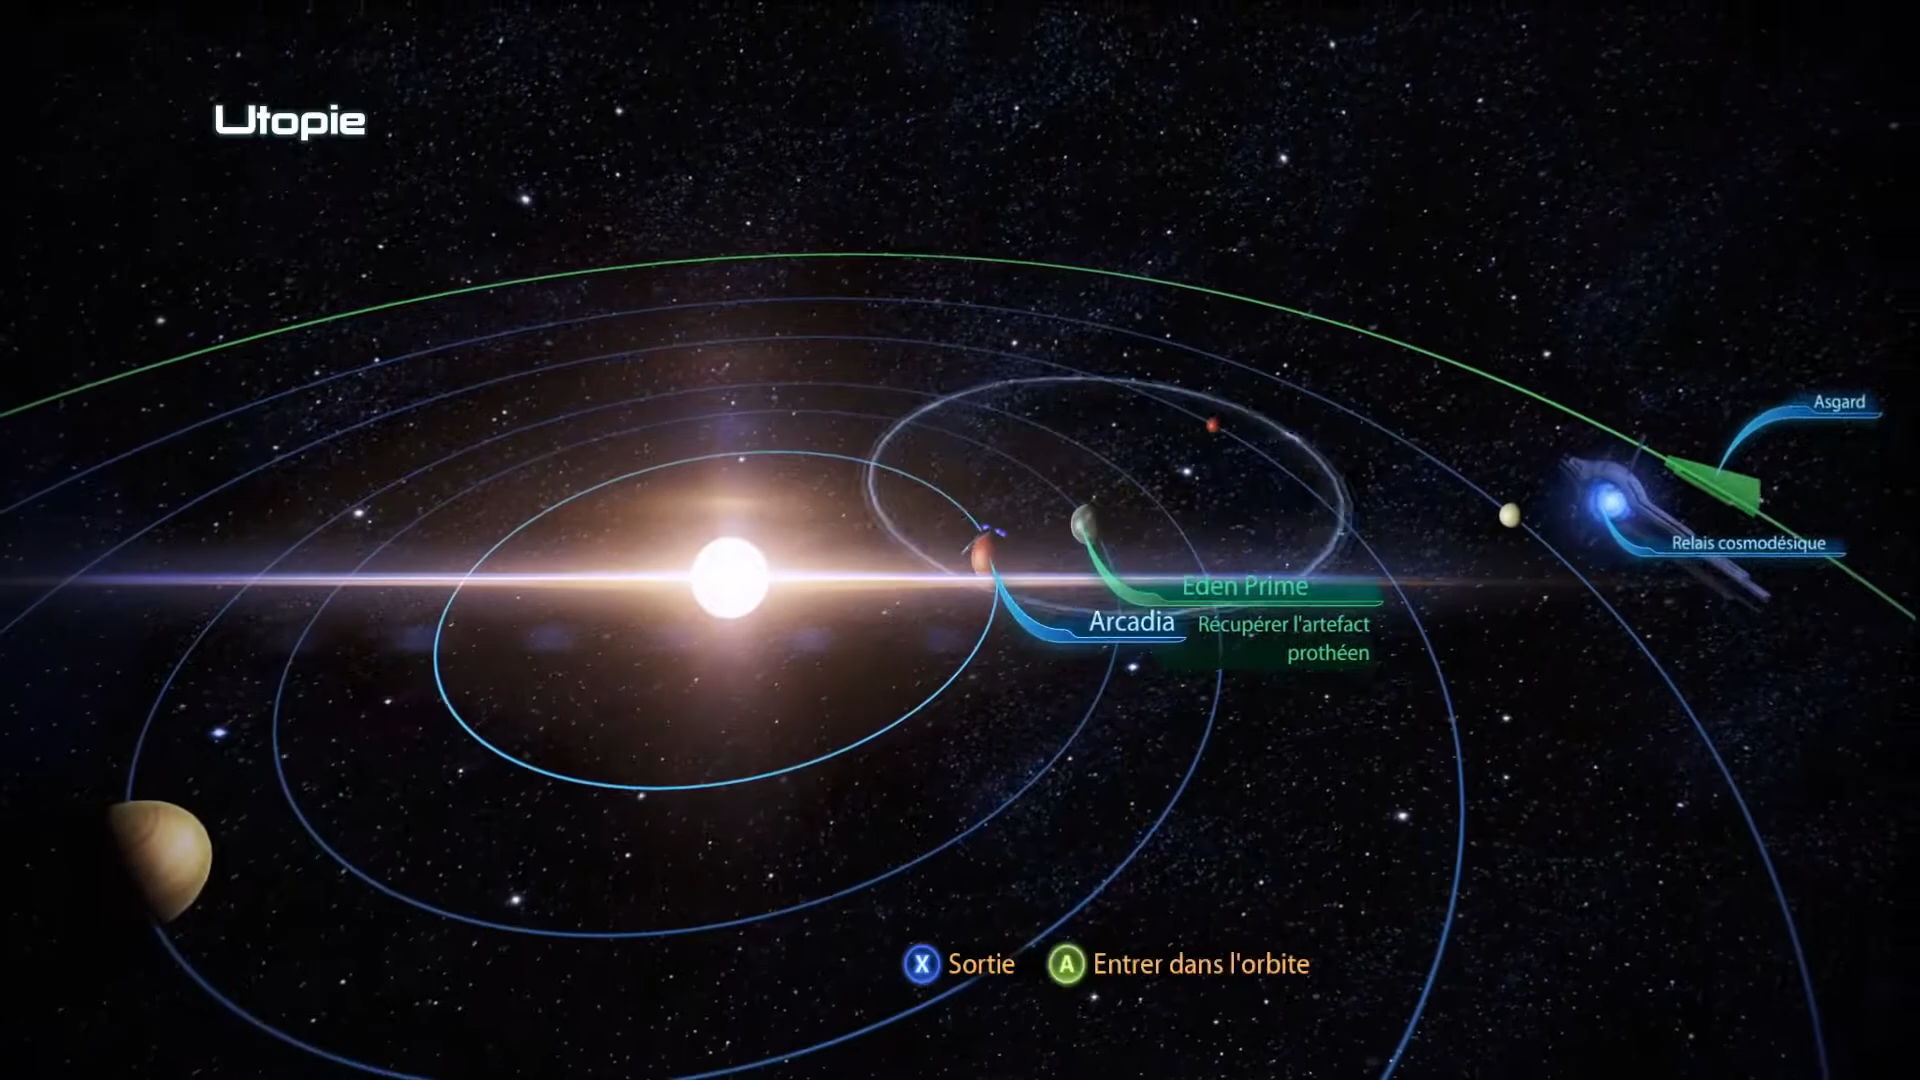 Utopie
Asgard
Relais cosmodésique
Eden Prime
Arcadia
Récupérer l'artefact
prothéen
X Sortie A Entrer dans l'orbite